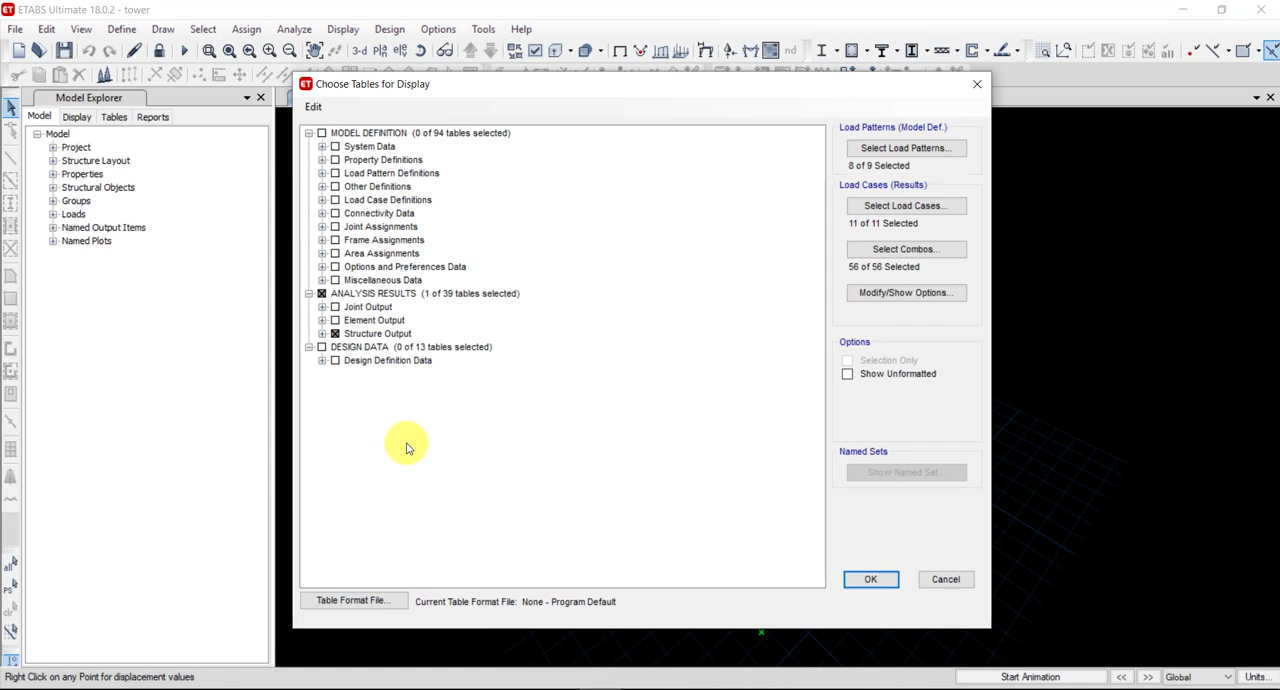 ET ETABS Ultimate 18.0.2 - tower
File Edit View Define Draw Select Assign Analyze Display Design Options Tools Help
3-d nd all
ET Choose Tables for Display
Model Explorer
Edit
Model Display Tables Reports
Model
Project
Structure Layout
Properties
Structural Objects
Groups
Loads
Named Output Items
Named Plots
MODEL DEFINITION (0 of 94 tables selected)
System Data
Property Definitions
Load Pattern Definitions
Other Definitions
Load Case Definitions
Connectivity Data
Joint Assignments
Frame Assignments
Area Assignments
Options and Preferences Data
Miscellaneous Data
ANALYSIS RESULTS (1 of 39 tables selected)
Joint Output
Element Output
Structure Output
DESIGN DATA (0 of 13 tables selected)
Design Definition Data
Load Patterns (Model Def.)
Select Load Patterns...
8 of 9 Selected
Load Cases (Results)
Select Load Cases...
11 of 11 Selected
Select Combos...
56 of 56 Selected
Modify/Show Options...
Options
Selection Only
Show Unformatted
Named Sets
Show Named Set...
OK Cancel
Table Format File... Current Table Format File: None - Program Default
all
PS
clr
Right Click on any Point for displacement values
Start Animation << >> Global Units...